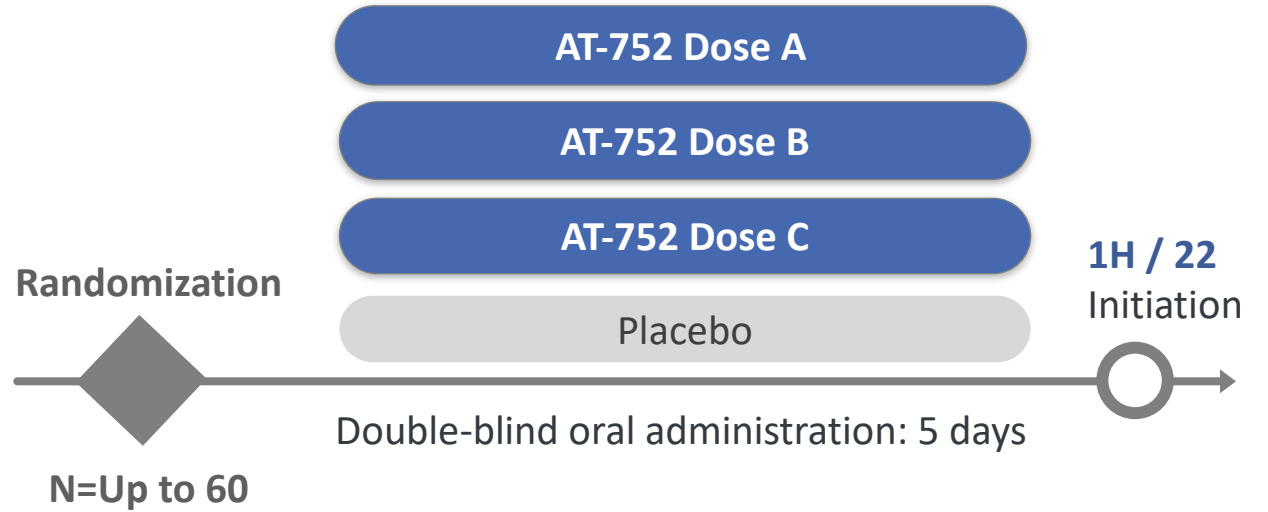 AT-752 Dose A
AT-752 Dose B
AT-752 Dose C
Placebo
Randomization
N=Up to 60
Double-blind oral administration: 5 days
1H / 22
Initiation